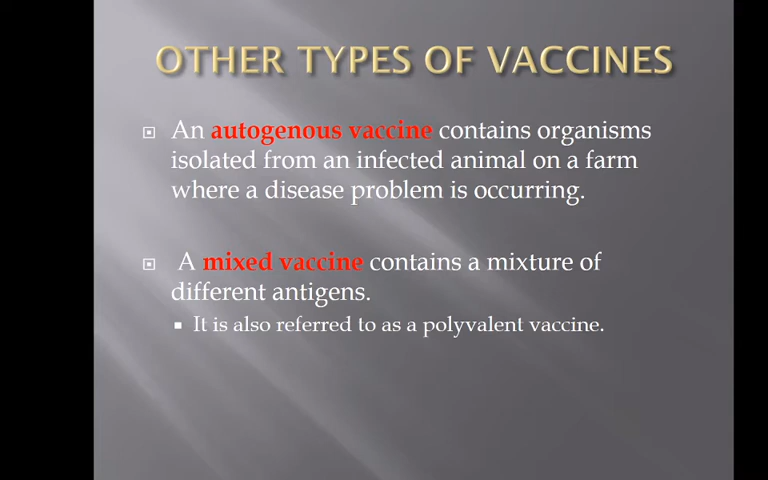 OTHER TYPES OF VACCINES
An autogenous vaccine contains organisms
isolated from an infected animal on a farm
where a disease problem is occurring.
A mixed vaccine contains a mixture of
different antigens.
It is also referred to as a polyvalent vaccine.